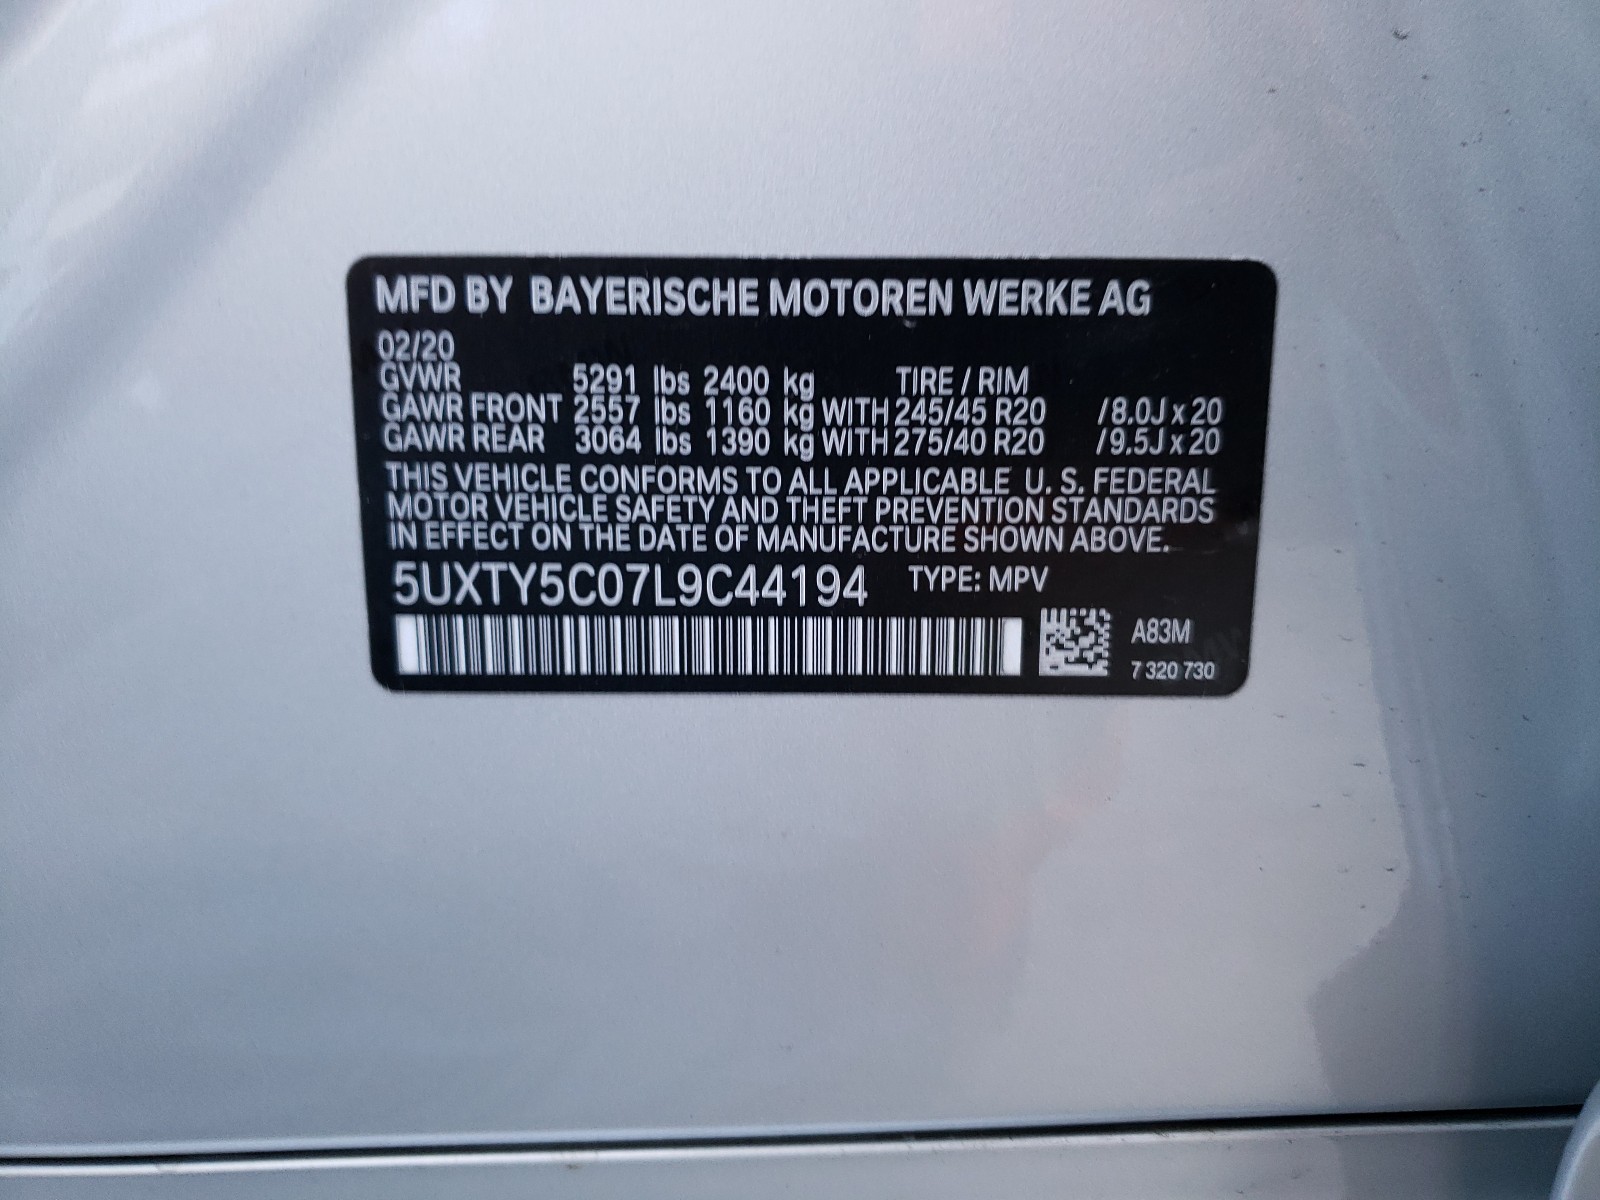 MFD BY BAYERISCHE MOTOREN WERKE AG
02/20
GVWR 5291 lbs 2400 kg TIRE / RIM
GAWR FRONT 2557 lbs 1160 kg WITH 245/45 R20 /8.0J x 20
GAWR REAR 3064 lbs 1390 kg WITH 275/40 R20 /9.5J x 20
THIS VEHICLE CONFORMS TO ALL APPLICABLE U. S. FEDERAL
MOTOR VEHICLE SAFETY AND THEFT PREVENTION STANDARDS
IN EFFECT ON THE DATE OF MANUFACTURE SHOWN ABOVE.
5UXTY5C07L9C44194 TYPE: MPV
A83M
7 320 730